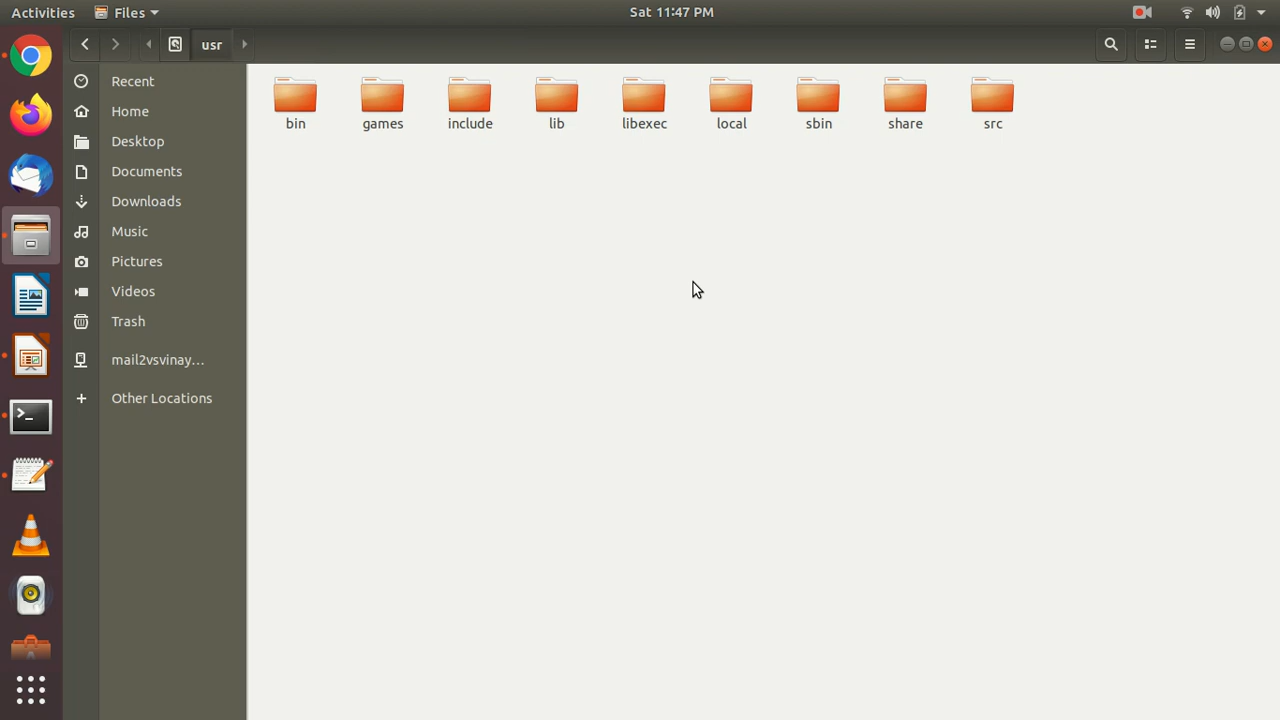 Activities Files Sat 11:47 PM
usr
Recent
Home
Desktop
Documents
Downloads
Music
Pictures
Videos
Trash
mail2vsvinay…
Other Locations
bin games include lib libexec local sbin share src